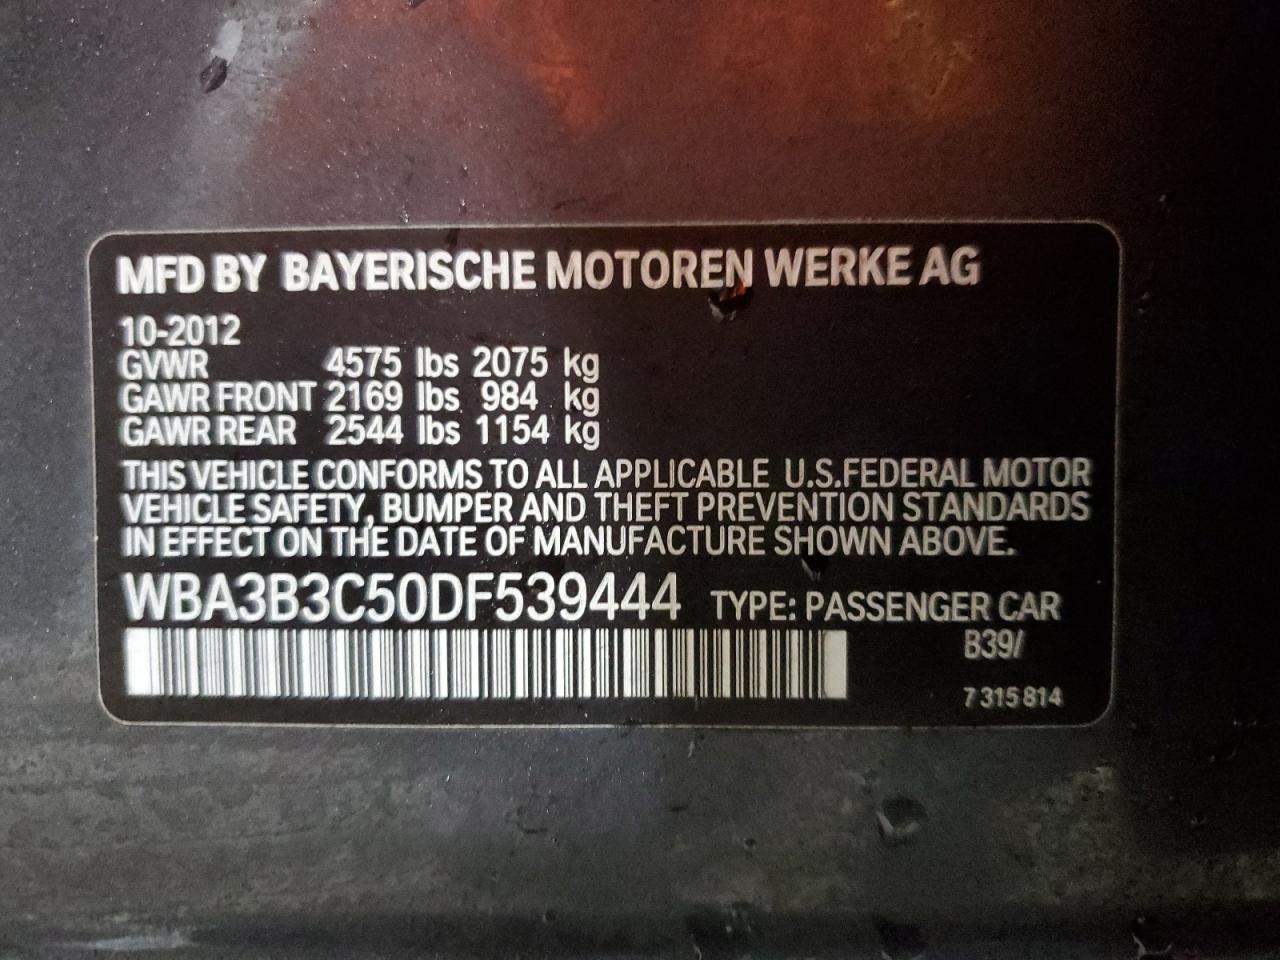 MFD BY BAYERISCHE MOTOREN WERKE AG
10-2012
GVWR 4575 lbs 2075 kg
GAWR FRONT 2169 lbs 984 kg
GAWR REAR 2544 lbs 1154 kg
THIS VEHICLE CONFORMS TO ALL APPLICABLE U.S.FEDERAL MOTOR
VEHICLE SAFETY, BUMPER AND THEFT PREVENTION STANDARDS
IN EFFECT ON THE DATE OF MANUFACTURE SHOWN ABOVE.
WBA3B3C50DF539444 TYPE: PASSENGER CAR
B39/
7 315 814